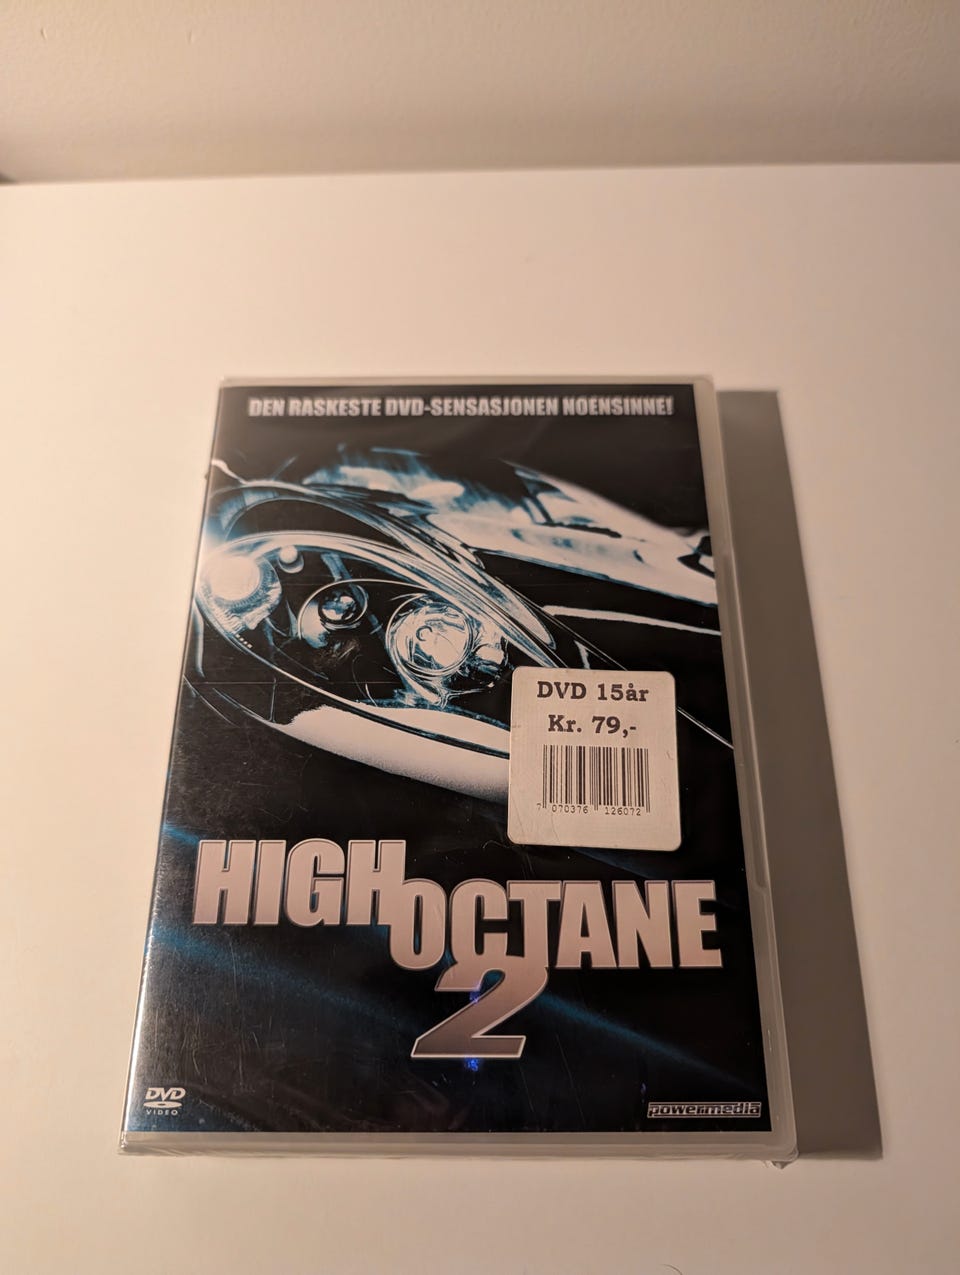 DEN RASKESTE DVD-SENSASJONEN NOENSINNE!
DVD 15år
Kr. 79,-
7 070376 126072
HIGH OCTANE
2
DVD
VIDEO
powermedia